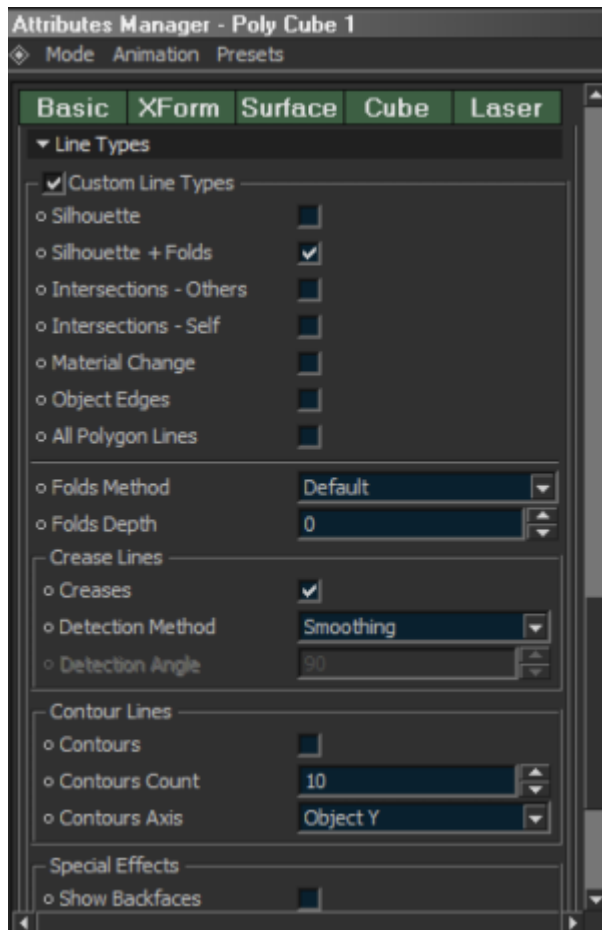 Attributes Manager - Poly Cube 1
Mode Animation Presets
Basic XForm Surface Cube Laser
Line Types
Custom Line Types
Silhouette
Silhouette + Folds
Intersections - Others
Intersections - Self
Material Change
Object Edges
All Polygon Lines
Folds Method Default
Folds Depth 0
Crease Lines
Creases
Detection Method Smoothing
Detection Angle 90
Contour Lines
Contours
Contours Count 10
Contours Axis Object Y
Special Effects
Show Backfaces